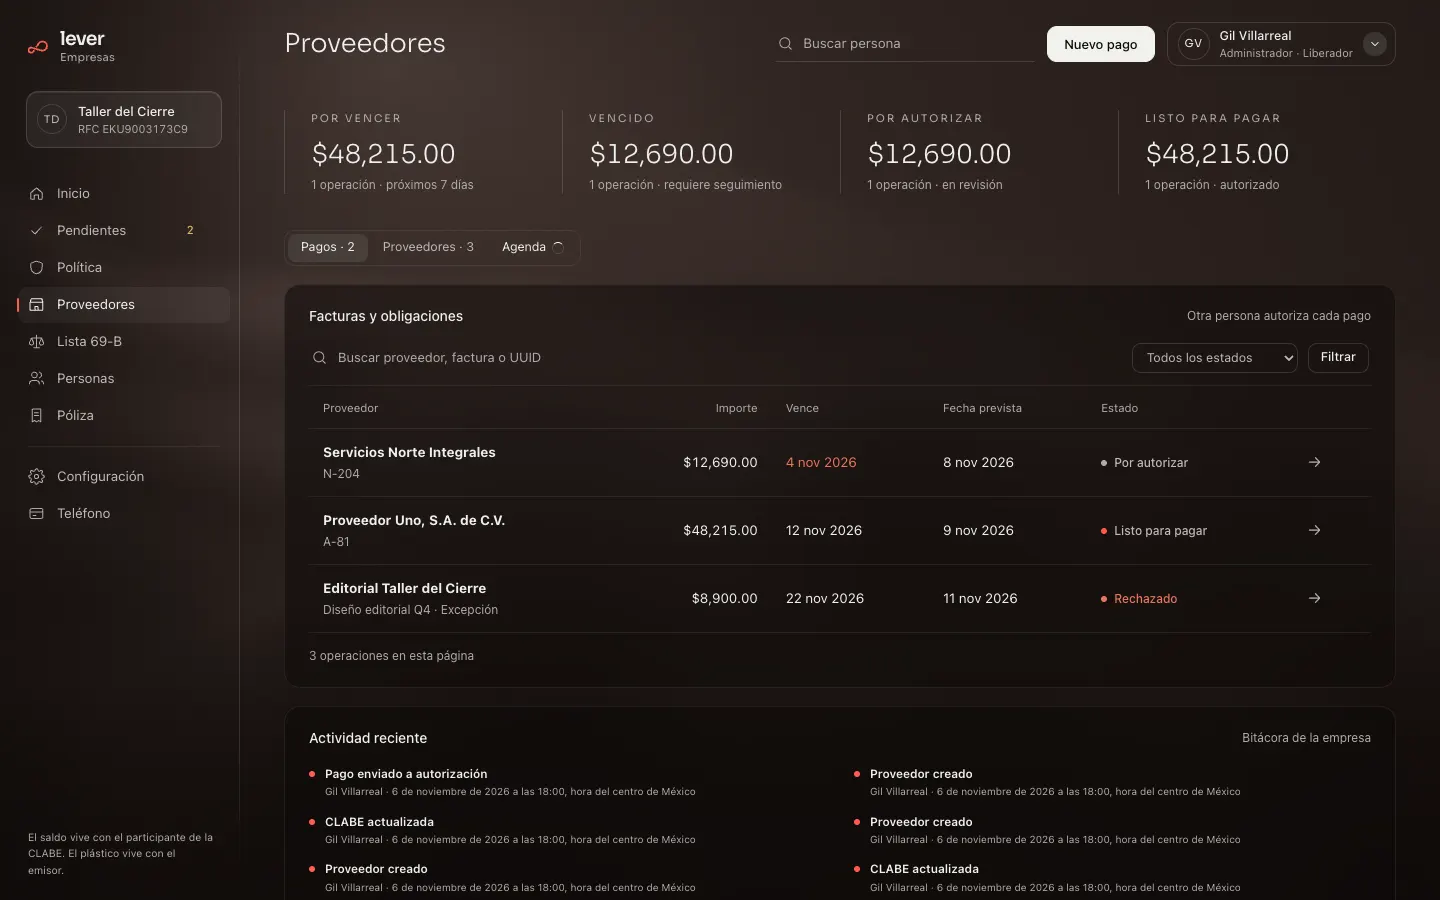 lever
Empresas
TD
Taller del Cierre
RFC EKU9003173C9
Inicio
Pendientes 2
Política
Proveedores
Lista 69-B
Personas
Póliza
Configuración
Teléfono
El saldo vive con el participante de la
CLABE. El plástico vive con el
emisor.
Proveedores
Buscar persona
Nuevo pago
GV
Gil Villarreal
Administrador · Liberador
POR VENCER
$48,215.00
1 operación · próximos 7 días
VENCIDO
$12,690.00
1 operación · requiere seguimiento
POR AUTORIZAR
$12,690.00
1 operación · en revisión
LISTO PARA PAGAR
$48,215.00
1 operación · autorizado
Pagos · 2 Proveedores · 3 Agenda
Facturas y obligaciones
Otra persona autoriza cada pago
Buscar proveedor, factura o UUID
Todos los estados
Filtrar
Proveedor Importe Vence Fecha prevista Estado
Servicios Norte Integrales
N-204
$12,690.00 4 nov 2026 8 nov 2026 Por autorizar
Proveedor Uno, S.A. de C.V.
A-81
$48,215.00 12 nov 2026 9 nov 2026 Listo para pagar
Editorial Taller del Cierre
Diseño editorial Q4 · Excepción
$8,900.00 22 nov 2026 11 nov 2026 Rechazado
3 operaciones en esta página
Actividad reciente
Bitácora de la empresa
Pago enviado a autorización
Gil Villarreal · 6 de noviembre de 2026 a las 18:00, hora del centro de México
Proveedor creado
Gil Villarreal · 6 de noviembre de 2026 a las 18:00, hora del centro de México
CLABE actualizada
Gil Villarreal · 6 de noviembre de 2026 a las 18:00, hora del centro de México
Proveedor creado
Gil Villarreal · 6 de noviembre de 2026 a las 18:00, hora del centro de México
Proveedor creado
Gil Villarreal · 6 de noviembre de 2026 a las 18:00, hora del centro de México
CLABE actualizada
Gil Villarreal · 6 de noviembre de 2026 a las 18:00, hora del centro de México